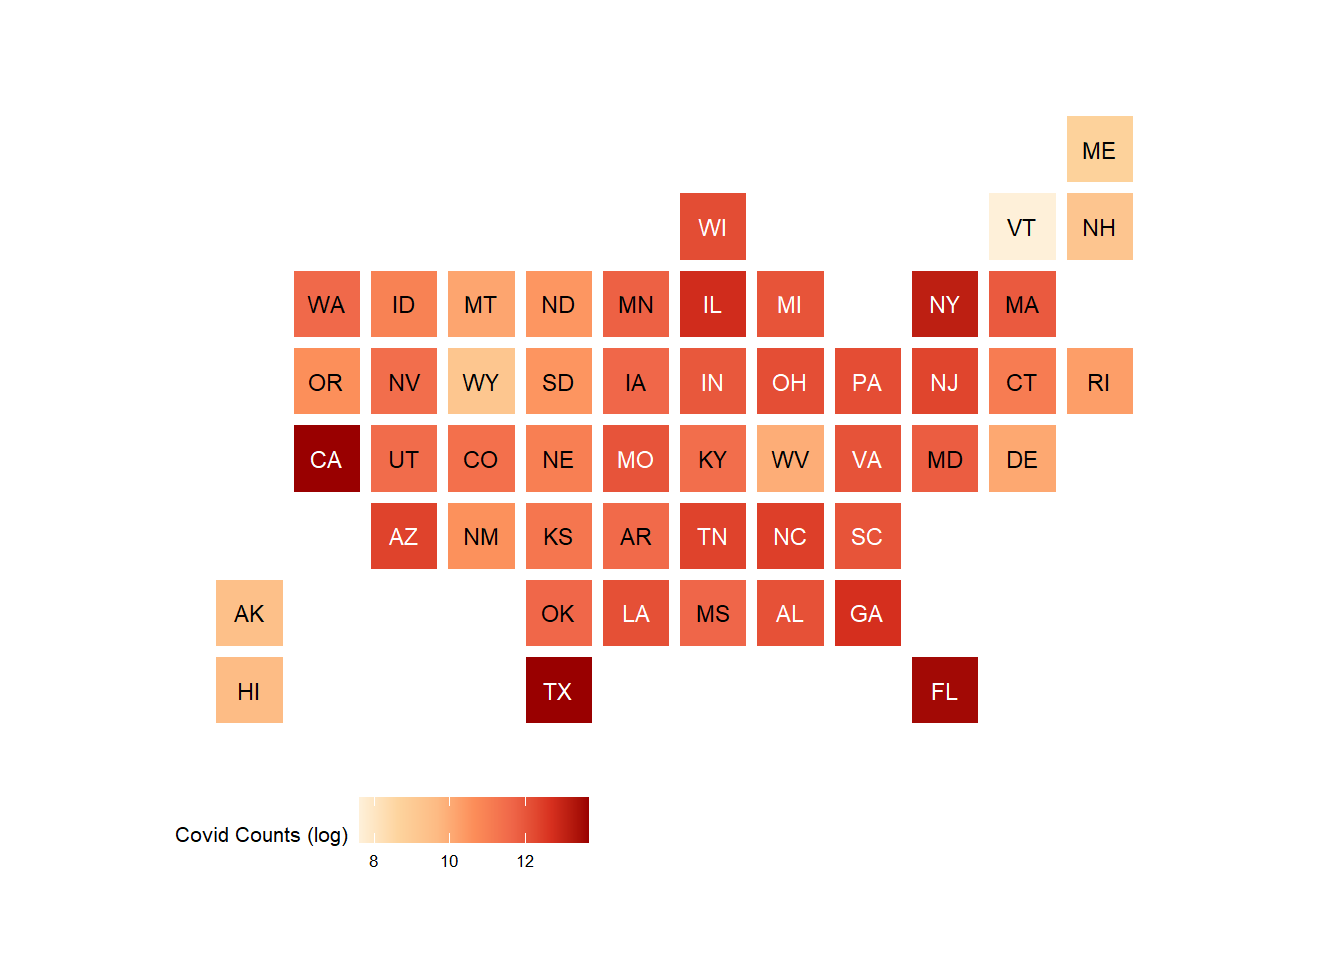 ME
WI VT NH
WA ID MT ND MN IL MI NY MA
OR NV WY SD IA IN OH PA NJ CT RI
CA UT CO NE MO KY WV VA MD DE
AZ NM KS AR TN NC SC
AK OK LA MS AL GA
HI TX FL
Covid Counts (log)
8 10 12